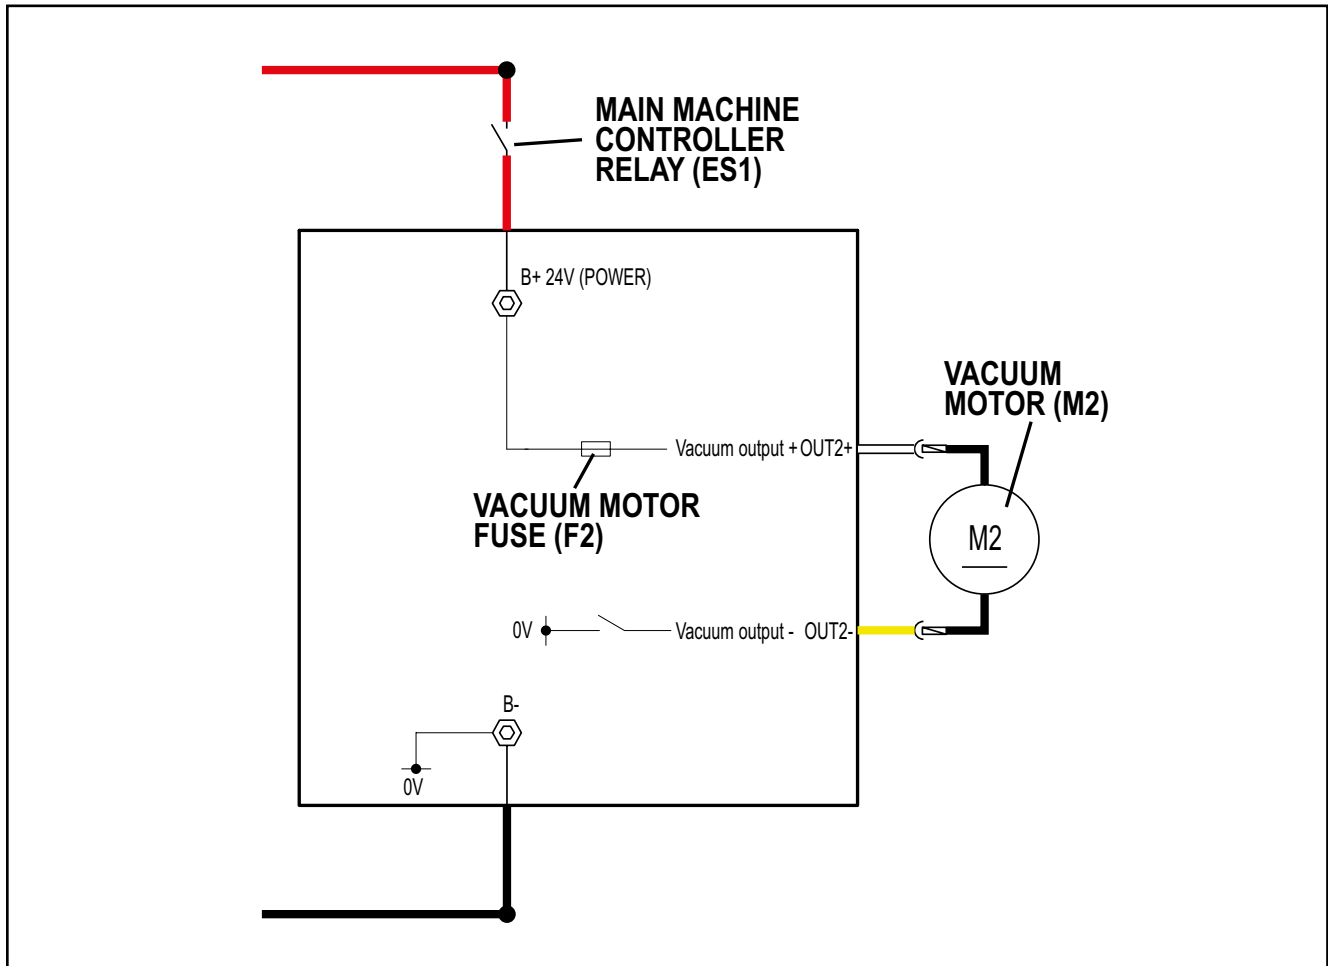 MAIN MACHINE
CONTROLLER
RELAY (ES1)
B+ 24V (POWER)
VACUUM
MOTOR (M2)
Vacuum output + OUT2+
VACUUM MOTOR
FUSE (F2)
M2
0V
Vacuum output - OUT2-
B-
0V